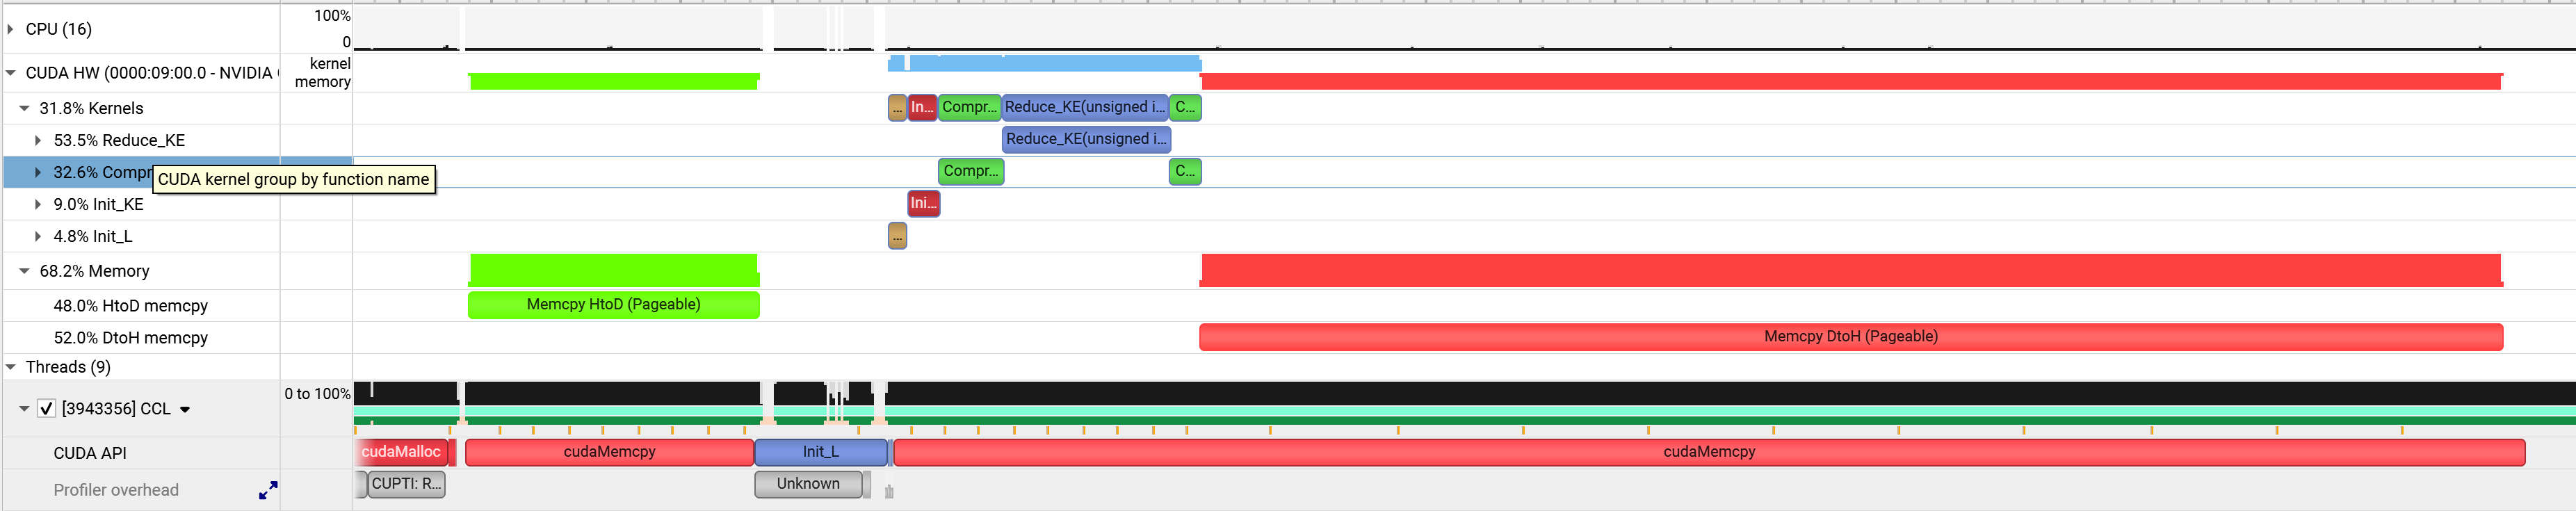 CPU (16)
100%
0
CUDA HW (0000:09:00.0 - NVIDIA
kernel
memory
31.8% Kernels
...
In...
Compr...
Reduce_KE(unsigned i...
C...
53.5% Reduce_KE
Reduce_KE(unsigned i...
32.6% Compr
CUDA kernel group by function name
Compr...
C...
9.0% Init_KE
Ini...
4.8% Init_L
...
68.2% Memory
48.0% HtoD memcpy
Memcpy HtoD (Pageable)
52.0% DtoH memcpy
Memcpy DtoH (Pageable)
Threads (9)
[3943356] CCL
0 to 100%
CUDA API
cudaMalloc
cudaMemcpy
Init_L
cudaMemcpy
Profiler overhead
CUPTI: R...
Unknown